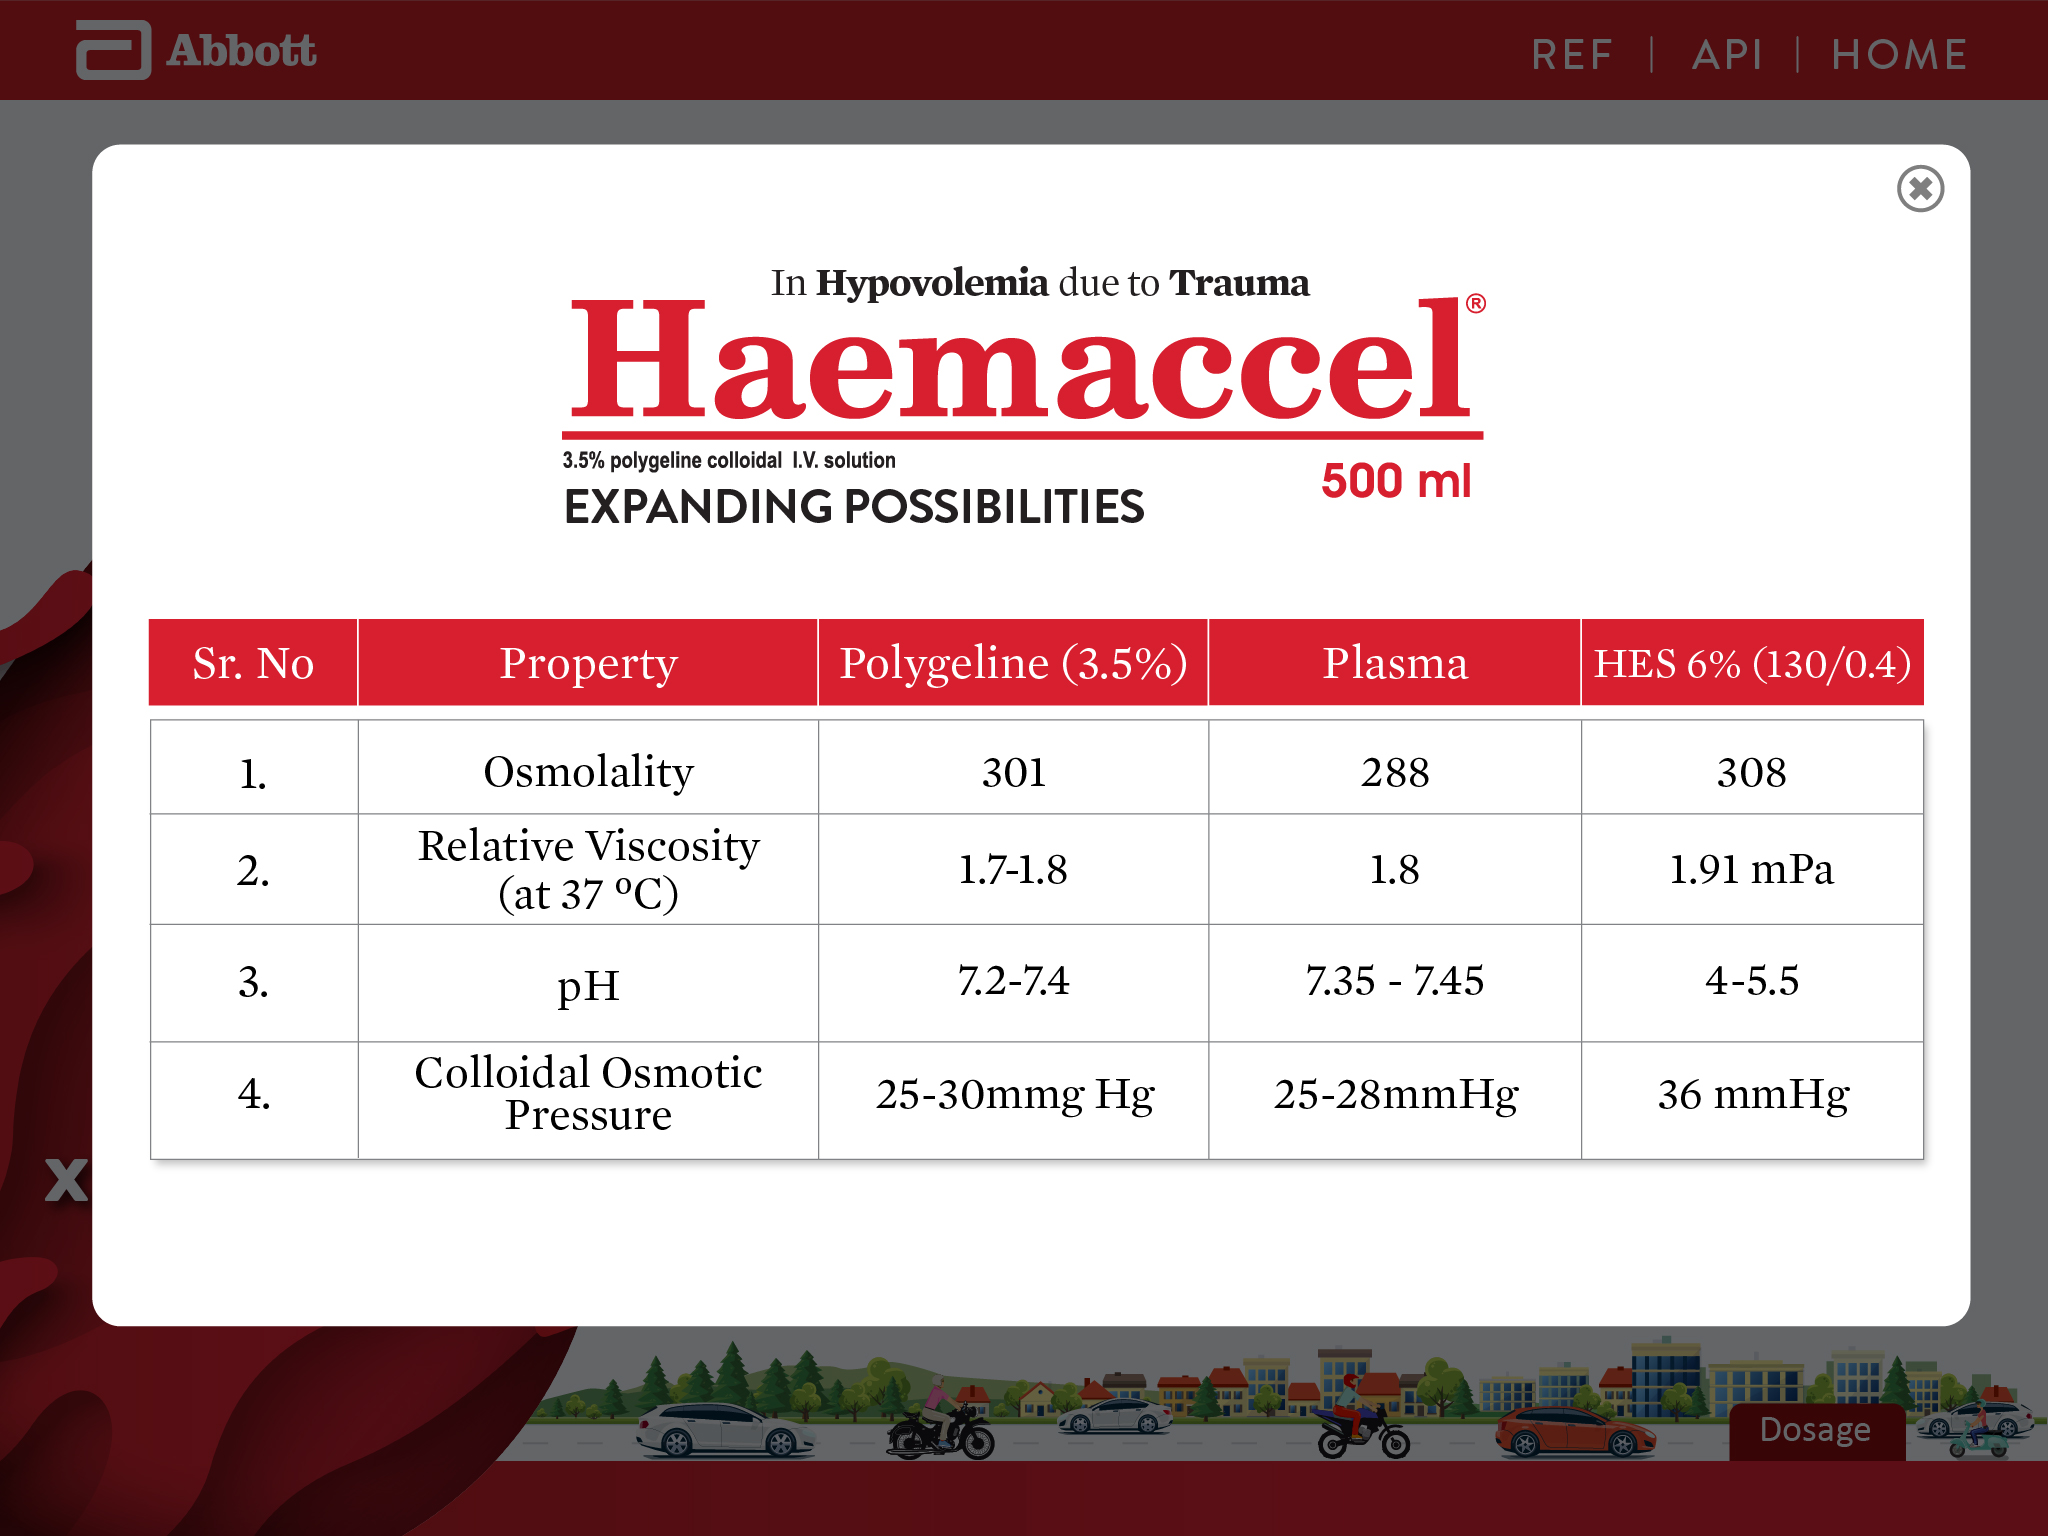 Abbott
REF | API | HOME
In Hypovolemia due to Trauma
Haemaccel®
3.5% polygeline colloidal I.V. solution
500 ml
EXPANDING POSSIBILITIES
Sr. No Property Polygeline (3.5%) Plasma HES 6% (130/0.4)
1. Osmolality 301 288 308
2. Relative Viscosity (at 37 ºC) 1.7-1.8 1.8 1.91 mPa
3. pH 7.2-7.4 7.35 - 7.45 4-5.5
4. Colloidal Osmotic Pressure 25-30mmg Hg 25-28mmHg 36 mmHg
x
Dosage